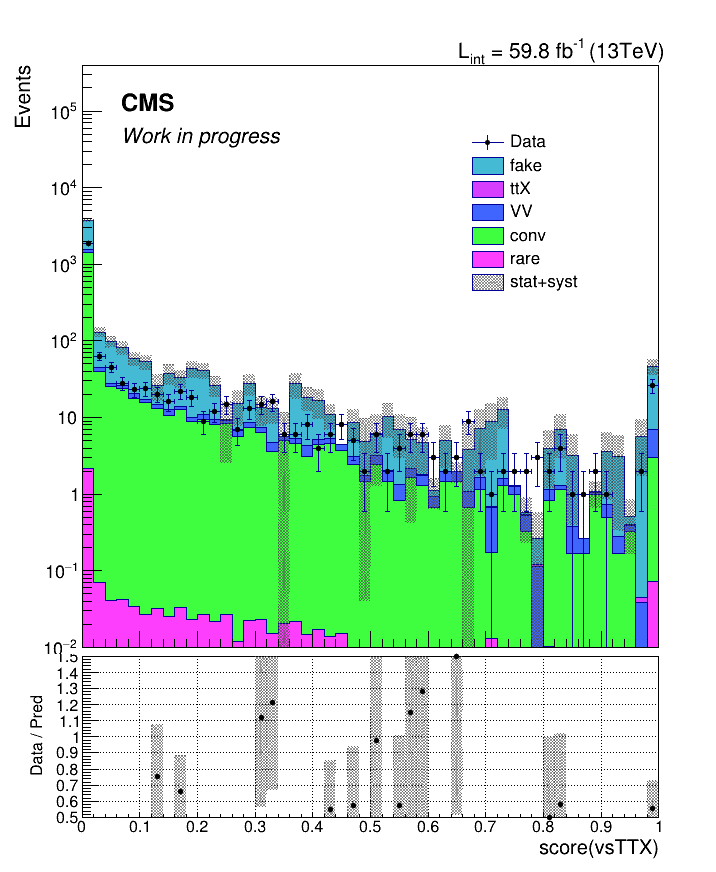 L_int = 59.8 fb^-1 (13TeV)
Events
CMS
Work in progress
Data
fake
ttX
VV
conv
rare
stat+syst
10^5
10^4
10^3
10^2
10
1
10^-1
10^-2
Data / Pred
1.5
1.4
1.3
1.2
1.1
1
0.9
0.8
0.7
0.6
0.5
0 0.1 0.2 0.3 0.4 0.5 0.6 0.7 0.8 0.9 1
score(vsTTX)